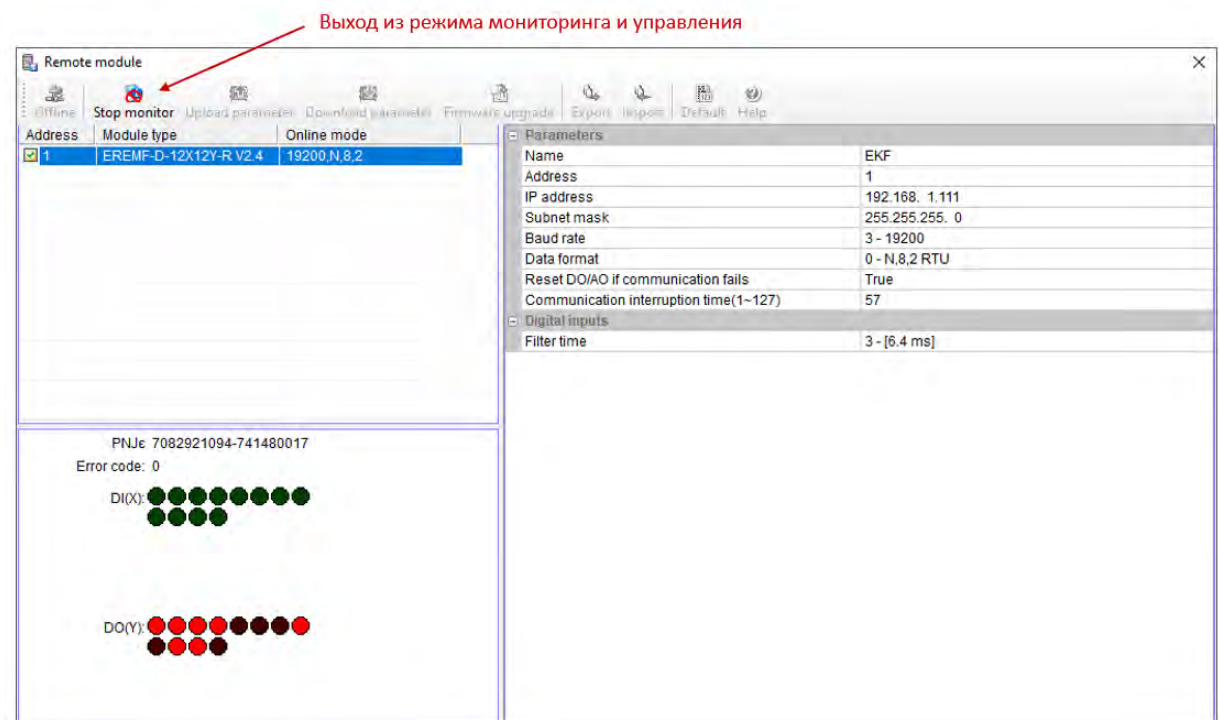 Выход из режима мониторинга и управления
Remote module
Offline Stop monitor Upload parameter Download parameter Firmware upgrade Export Import Default Help
Address Module type Online mode
1 EREMF-D-12X12Y-R V2.4 19200,N,8,2
Parameters
Name EKF
Address 1
IP address 192.168. 1.111
Subnet mask 255.255.255. 0
Baud rate 3 - 19200
Data format 0 - N,8,2 RTU
Reset DO/AO if communication fails True
Communication interruption time(1~127) 57
Digital inputs
Filter time 3 - [6.4 ms]
PNJє 7082921094-741480017
Error code: 0
DI(X):
DO(Y):